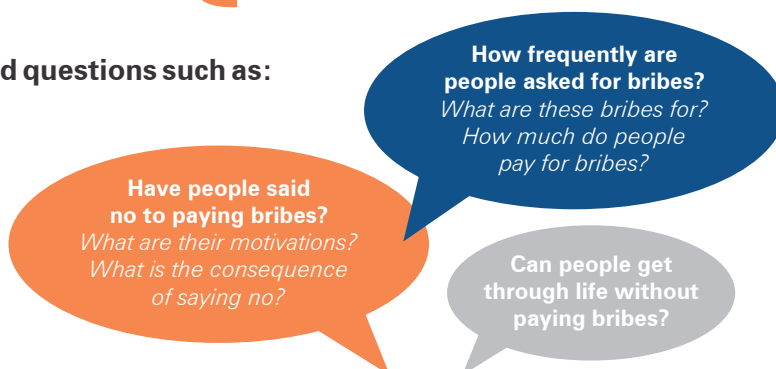 d questions such as:
How frequently are
people asked for bribes?
What are these bribes for?
How much do people
pay for bribes?
Have people said
no to paying bribes?
What are their motivations?
What is the consequence
of saying no?
Can people get
through life without
paying bribes?